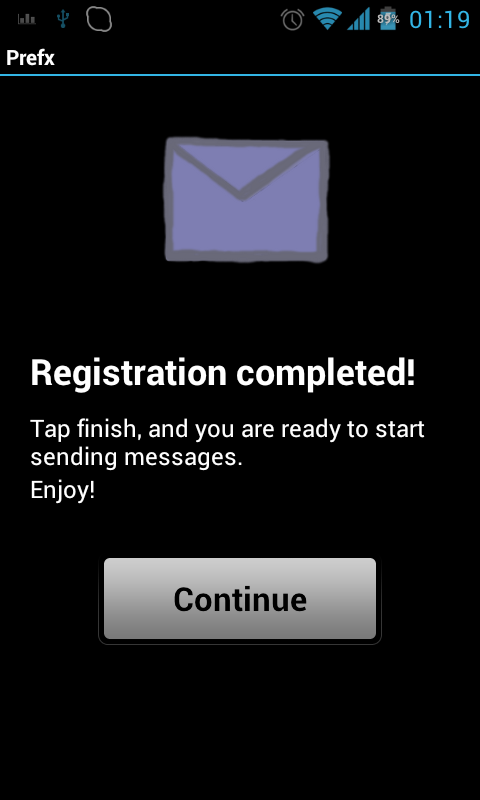 89% 01:19
Prefx
Registration completed!
Tap finish, and you are ready to start
sending messages.
Enjoy!
Continue